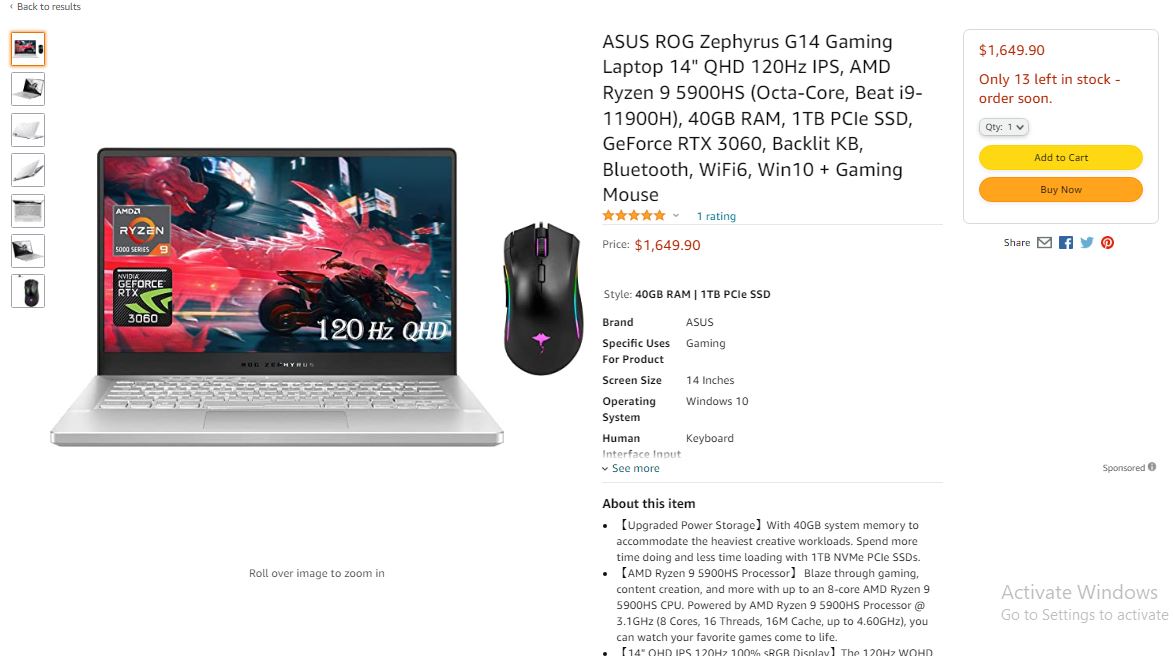 ‹ Back to results
ASUS ROG Zephyrus G14 Gaming
Laptop 14" QHD 120Hz IPS, AMD
Ryzen 9 5900HS (Octa-Core, Beat i9-
11900H), 40GB RAM, 1TB PCIe SSD,
GeForce RTX 3060, Backlit KB,
Bluetooth, WiFi6, Win10 + Gaming
Mouse
1 rating
Price: $1,649.90
Style: 40GB RAM | 1TB PCIe SSD
Brand ASUS
Specific Uses Gaming
For Product
Screen Size 14 Inches
Operating Windows 10
System
Human Keyboard
Interface Input
See more
About this item
• 【Upgraded Power Storage】With 40GB system memory to
accommodate the heaviest creative workloads. Spend more
time doing and less time loading with 1TB NVMe PCIe SSDs.
• 【AMD Ryzen 9 5900HS Processor】 Blaze through gaming,
content creation, and more with up to an 8-core AMD Ryzen 9
5900HS CPU. Powered by AMD Ryzen 9 5900HS Processor @
3.1GHz (8 Cores, 16 Threads, 16M Cache, up to 4.60GHz), you
can watch your favorite games come to life.
• 【14" QHD IPS 120Hz 100% sRGB Display】The 120Hz WQHD
AMD
RYZEN
5000 SERIES 9
NVIDIA
GEFORCE
RTX
3060
120 Hz QHD
ROG ZEPHYRUS
Roll over image to zoom in
$1,649.90
Only 13 left in stock -
order soon.
Qty: 1
Add to Cart
Buy Now
Share
Sponsored
Activate Windows
Go to Settings to activate